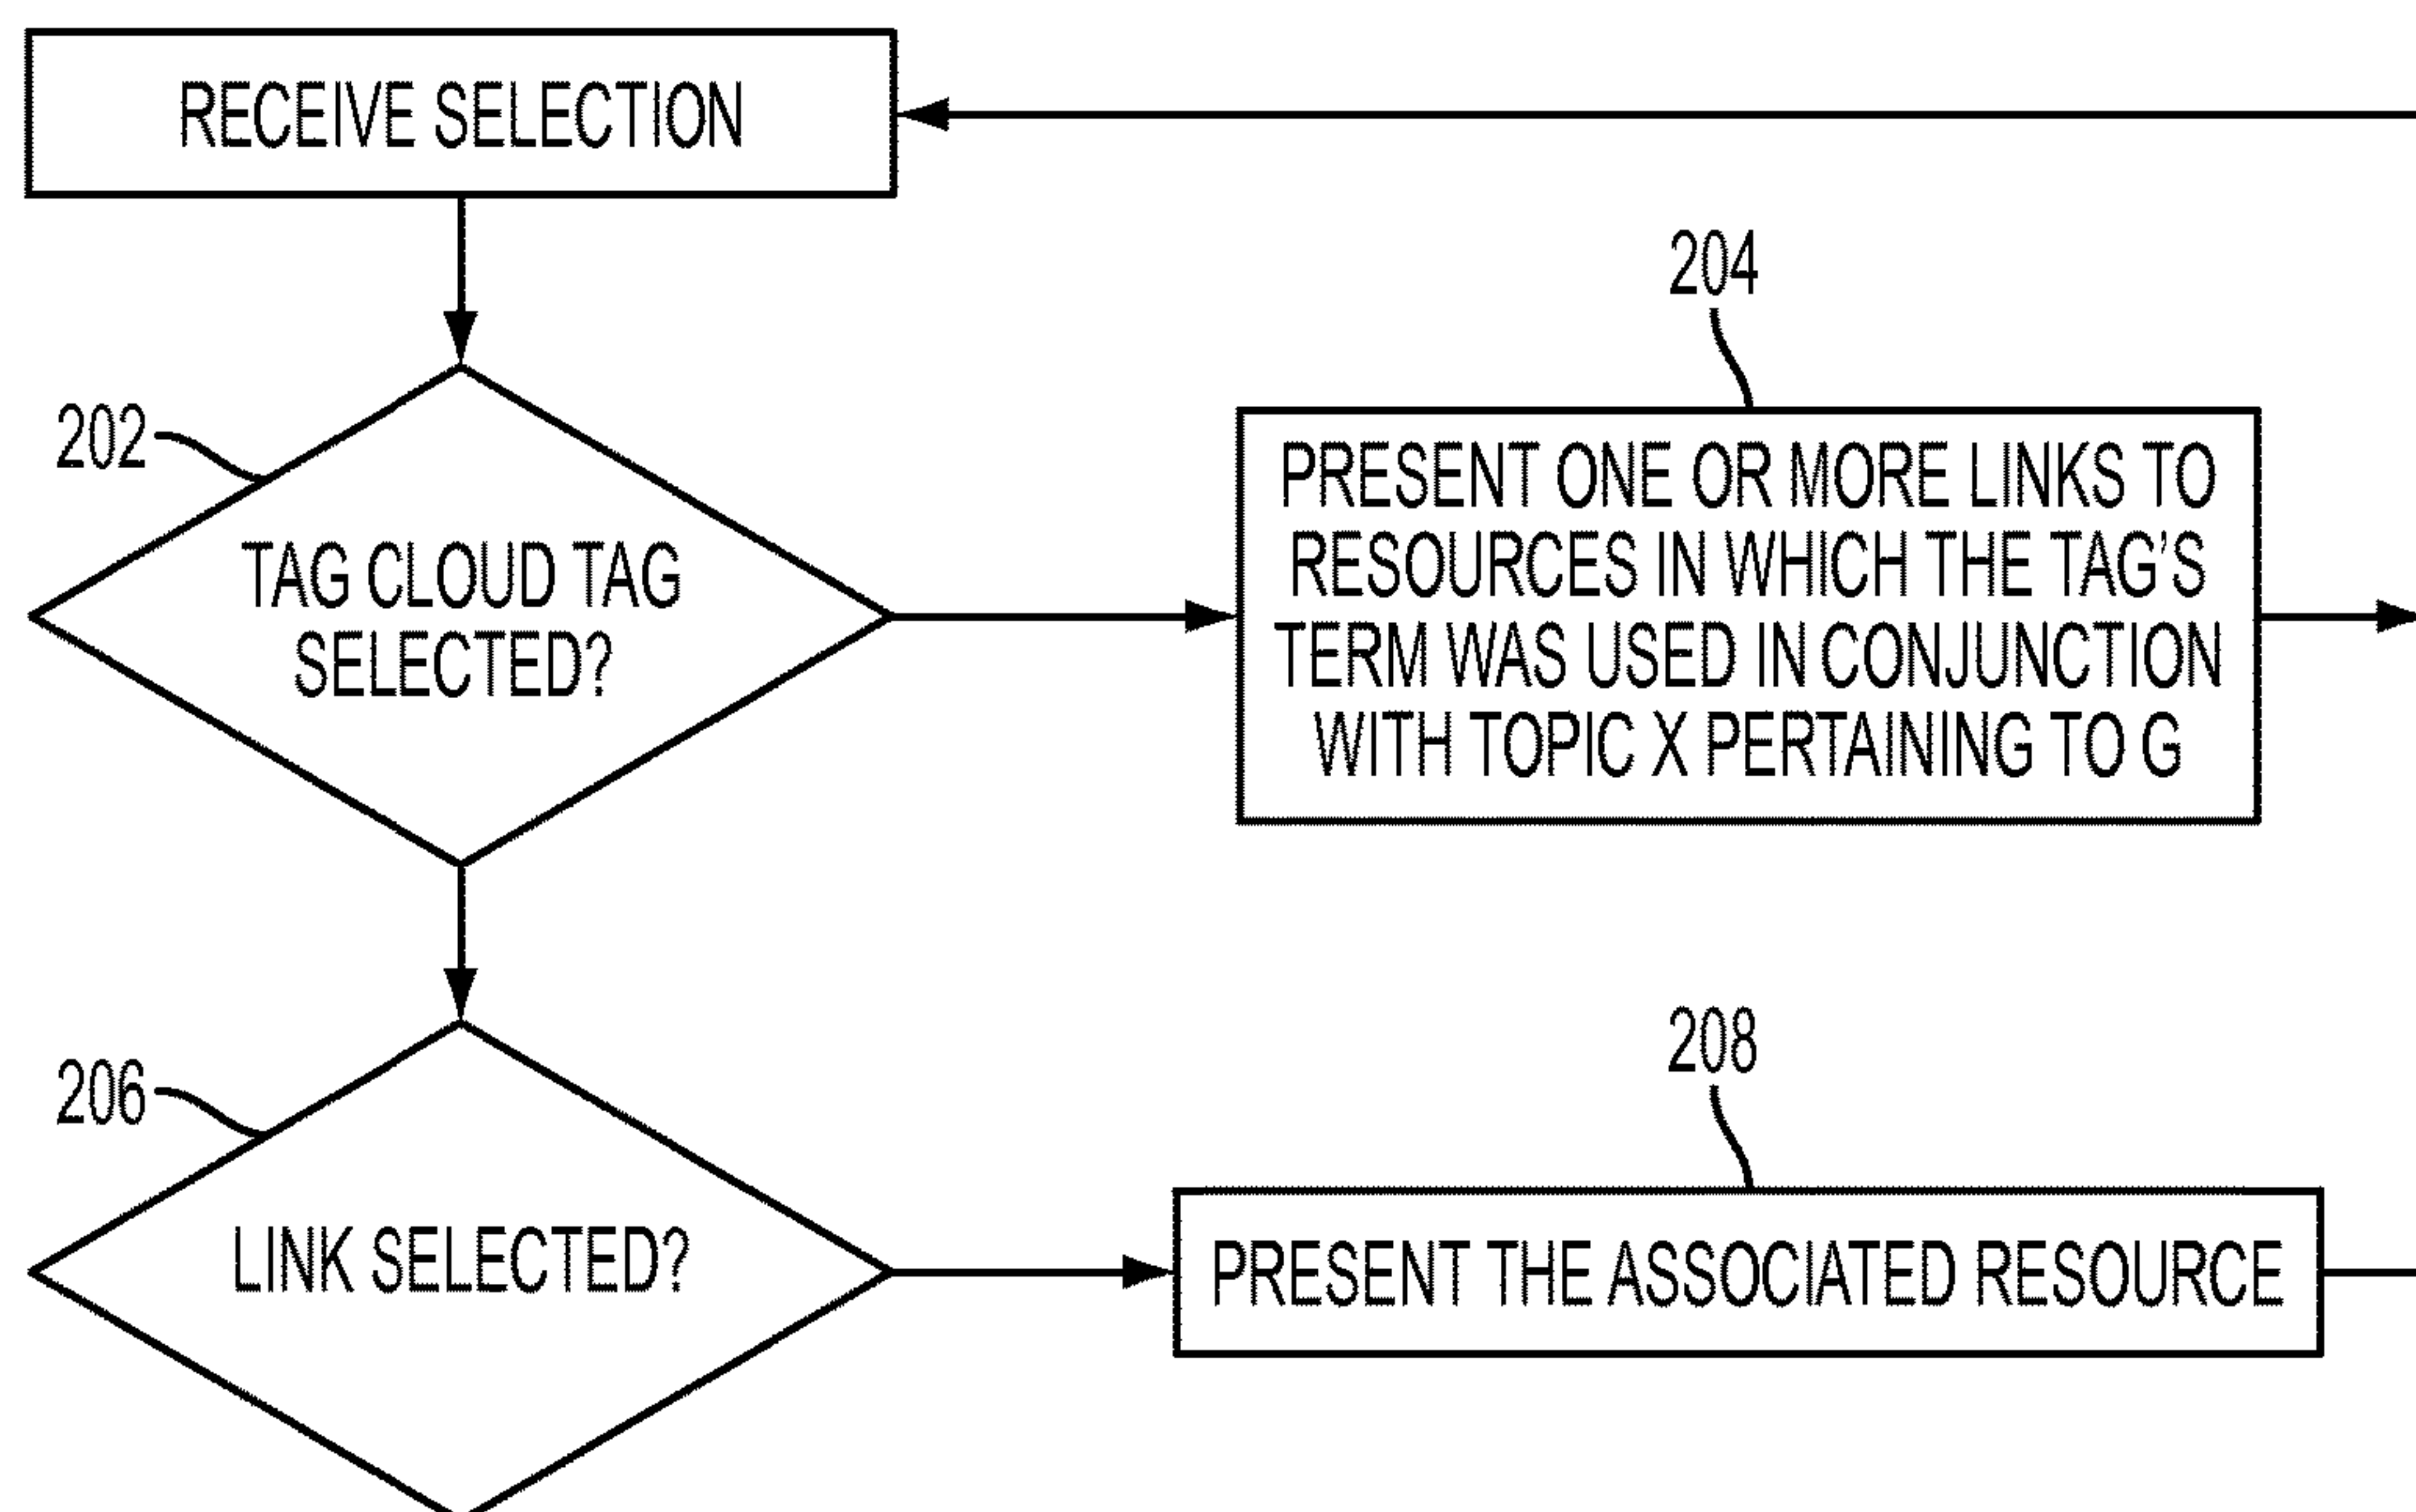 RECEIVE SELECTION
204
202
TAG CLOUD TAG
SELECTED?
PRESENT ONE OR MORE LINKS TO
RESOURCES IN WHICH THE TAG'S
TERM WAS USED IN CONJUNCTION
WITH TOPIC X PERTAINING TO G
206
LINK SELECTED?
208
PRESENT THE ASSOCIATED RESOURCE